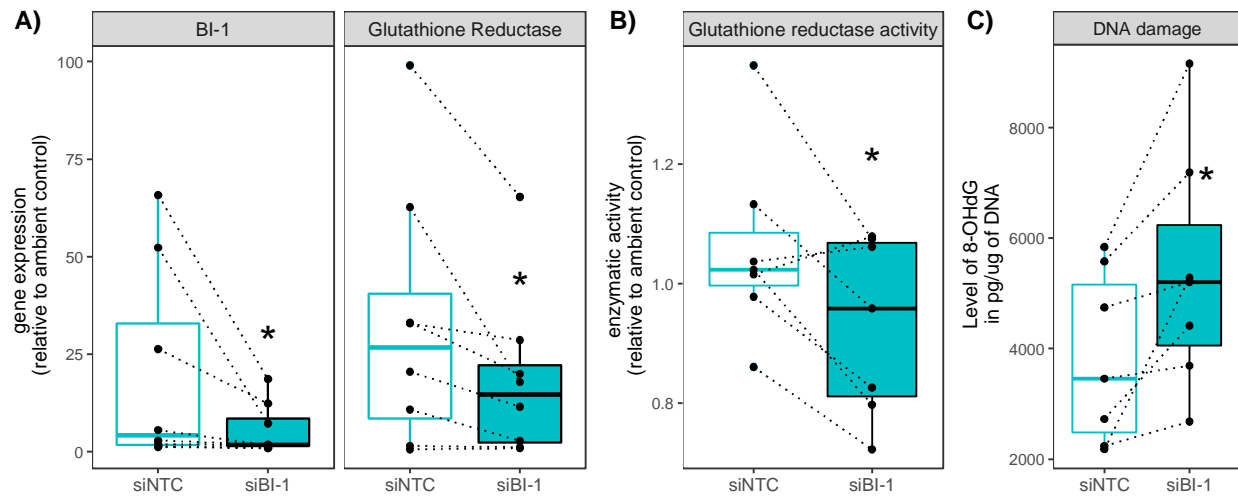 A)
BI-1
Glutathione Reductase
gene expression
(relative to ambient control)
100
75
50
25
0
*
*
siNTC
siBI-1
siNTC
siBI-1
B)
Glutathione reductase activity
enzymatic activity
(relative to ambient control)
1.2
1.0
0.8
*
siNTC
siBI-1
C)
DNA damage
Level of 8-OHdG
in pg/ug of DNA
8000
6000
4000
2000
*
siNTC
siBI-1